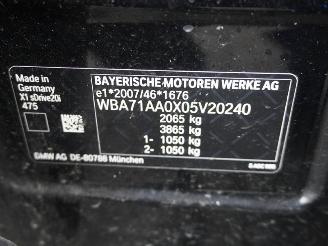 Made in
Germany
X1 sDrive20i
475
BAYERISCHE MOTOREN WERKE AG
e1*2007/46*1676
WBA71AA0X05V20240
2065 kg
3865 kg
1- 1050 kg
2- 1050 kg
BMW AG DE-80788 München